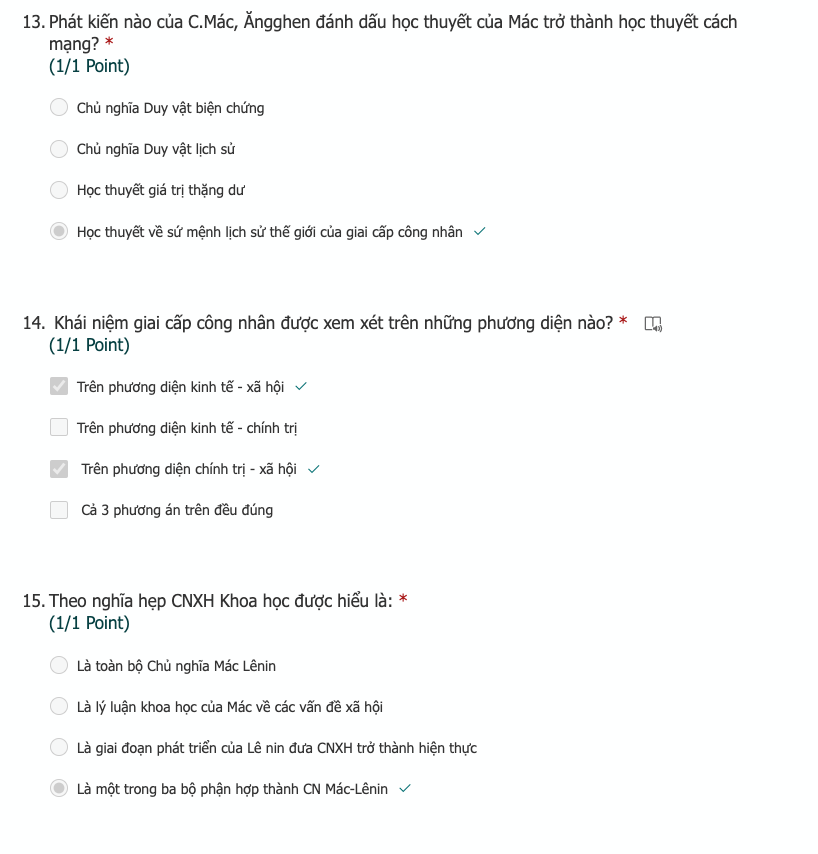 13. Phát kiến nào của C.Mác, Ăngghen đánh dấu học thuyết của Mác trở thành học thuyết cách
mạng? *
(1/1 Point)
Chủ nghĩa Duy vật biện chứng
Chủ nghĩa Duy vật lịch sử
Học thuyết giá trị thặng dư
Học thuyết về sứ mệnh lịch sử thế giới của giai cấp công nhân
14. Khái niệm giai cấp công nhân được xem xét trên những phương diện nào? *
(1/1 Point)
Trên phương diện kinh tế - xã hội
Trên phương diện kinh tế - chính trị
Trên phương diện chính trị - xã hội
Cả 3 phương án trên đều đúng
15. Theo nghĩa hẹp CNXH Khoa học được hiểu là: *
(1/1 Point)
Là toàn bộ Chủ nghĩa Mác Lênin
Là lý luận khoa học của Mác về các vấn đề xã hội
Là giai đoạn phát triển của Lê nin đưa CNXH trở thành hiện thực
Là một trong ba bộ phận hợp thành CN Mác-Lênin